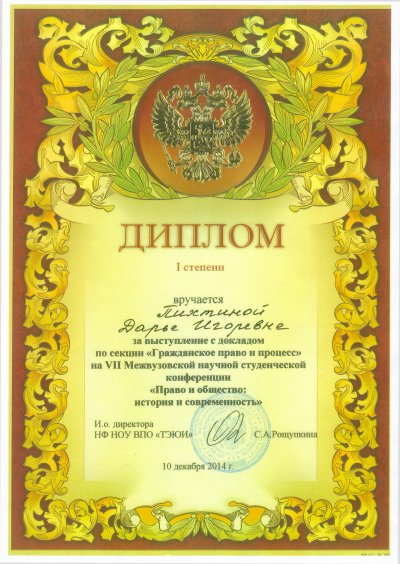 ДИПЛОМ
I степени
вручается
Пихтиной
Дарье Игоревне
за выступление с докладом
по секции «Гражданское право и процесс»
на VII Межвузовской научной студенческой
конференции
«Право и общество:
история и современность»
И.о. директора
НФ НОУ ВПО «ТЭЮИ» С.А.Рощупкина
10 декабря 2014 г.